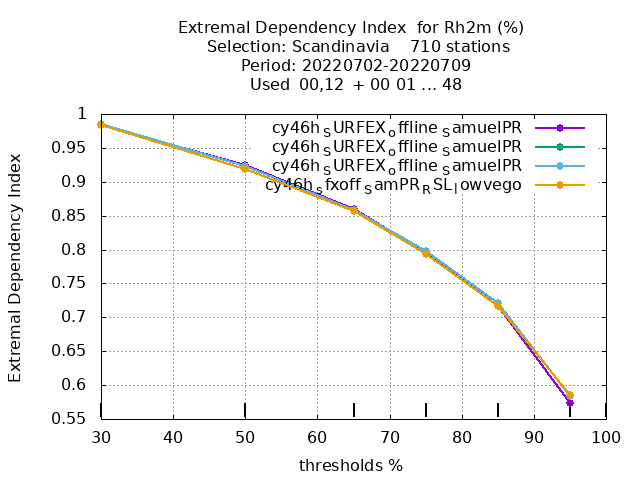 Extremal Dependency Index  for Rh2m (%)
Selection: Scandinavia    710 stations
Period: 20220702-20220709
Used  00,12  + 00 01 ... 48
cy46h_SURFEX_offline_SamuelPR
cy46h_SURFEX_offline_SamuelPR
cy46h_SURFEX_offline_SamuelPR
cy46h_sfxoff_SamPR_RSL_lowvego
Extremal Dependency Index
1
0.95
0.9
0.85
0.8
0.75
0.7
0.65
0.6
0.55
30 40 50 60 70 80 90 100
thresholds %